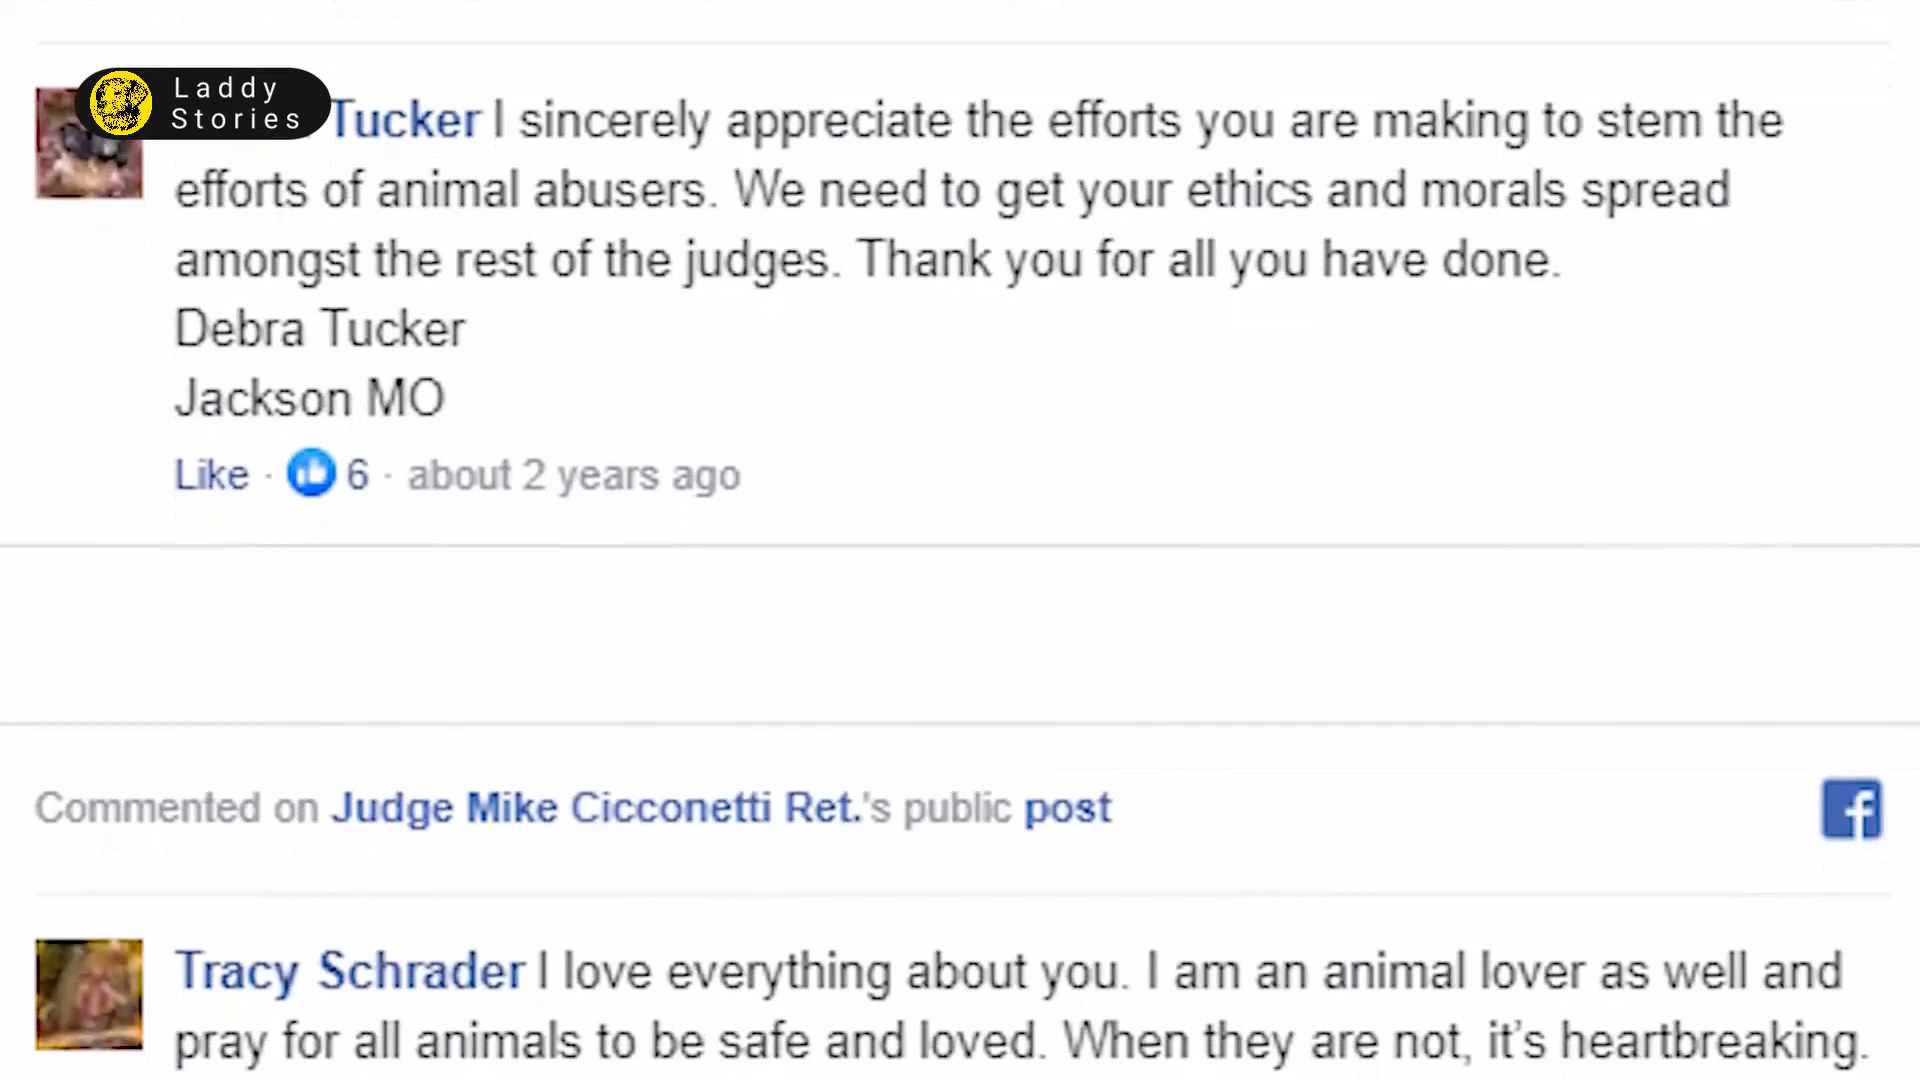 Laddy
Stories
Tucker I sincerely appreciate the efforts you are making to stem the
efforts of animal abusers. We need to get your ethics and morals spread
amongst the rest of the judges. Thank you for all you have done.
Debra Tucker
Jackson MO
Like · 6 · about 2 years ago
Commented on Judge Mike Cicconetti Ret.'s public post
Tracy Schrader I love everything about you. I am an animal lover as well and
pray for all animals to be safe and loved. When they are not, it's heartbreaking.